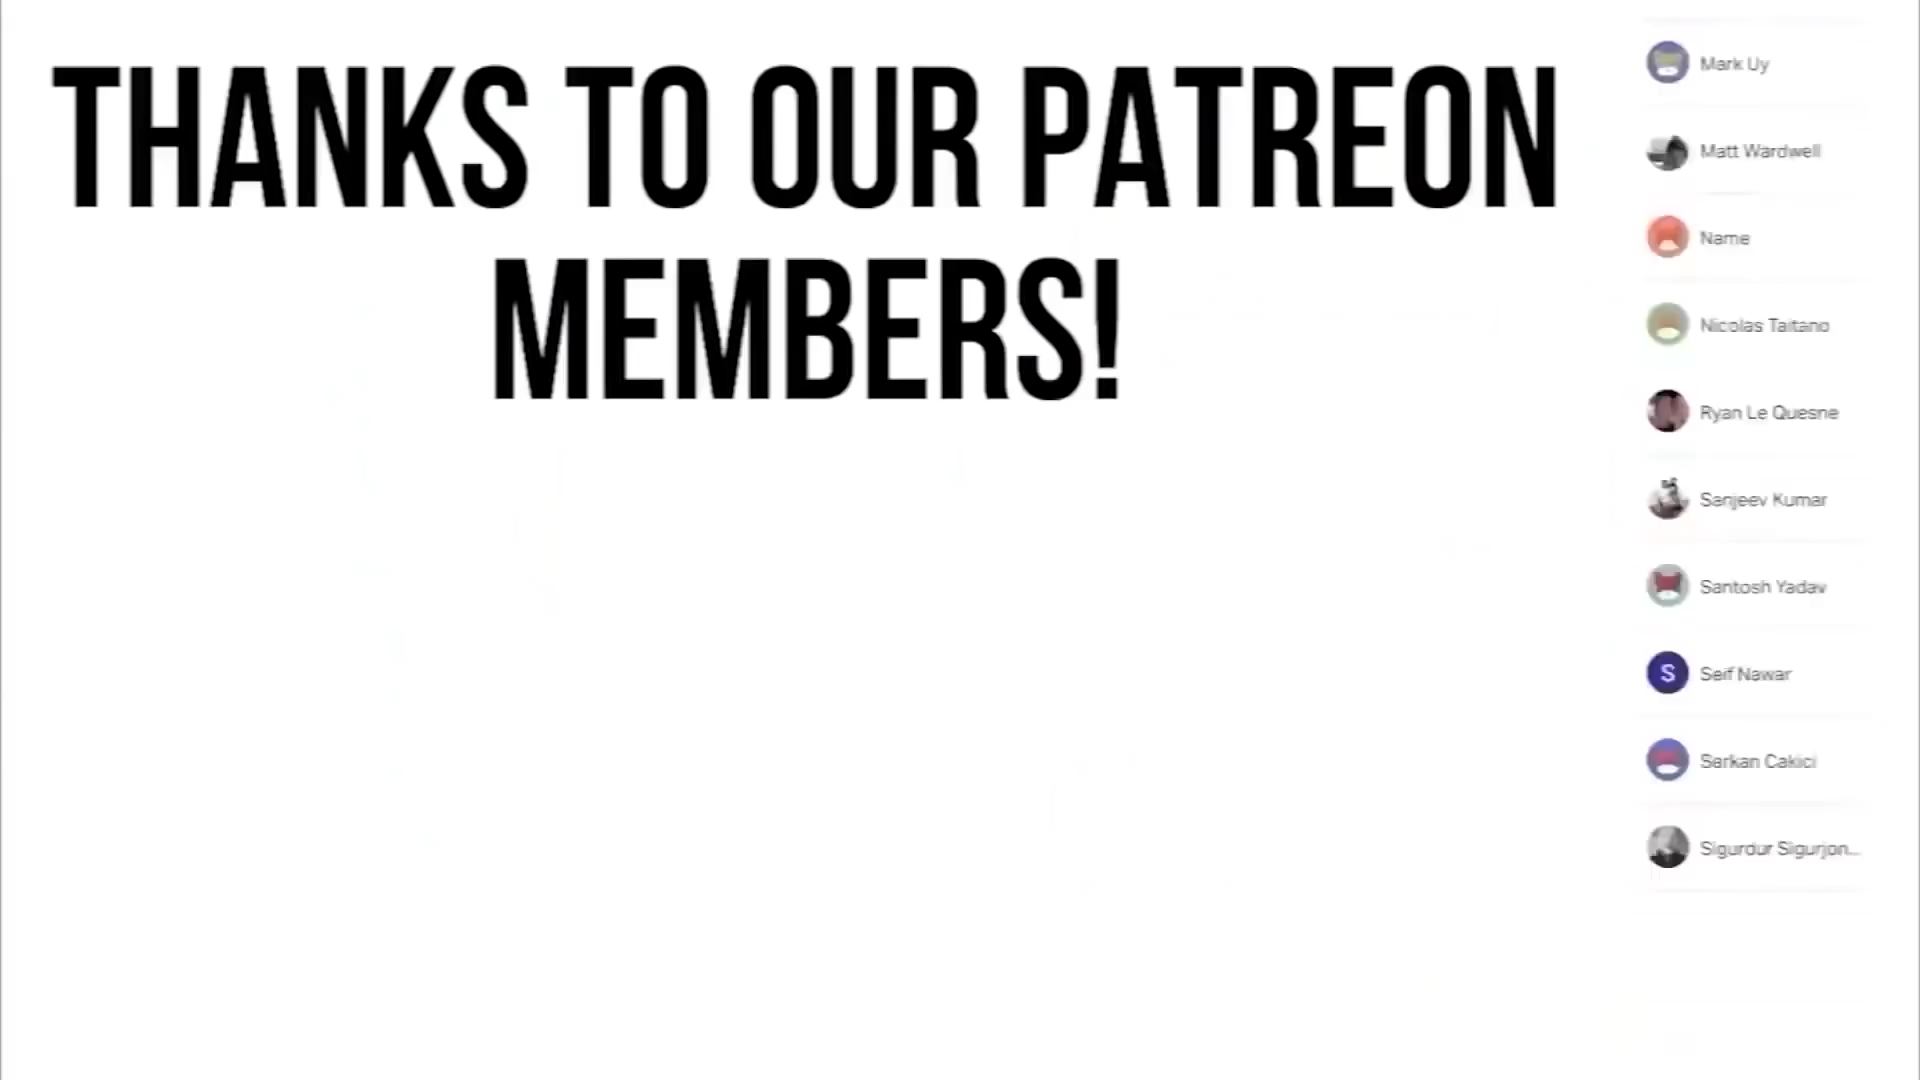 THANKS TO OUR PATREON
MEMBERS!
Mark Uy
Matt Wardwell
Name
Nicolas Taitano
Ryan Le Quesne
Sanjeev Kumar
Santosh Yadav
S
Seif Nawar
Serkan Cakici
Sigurdur Sigurjon...